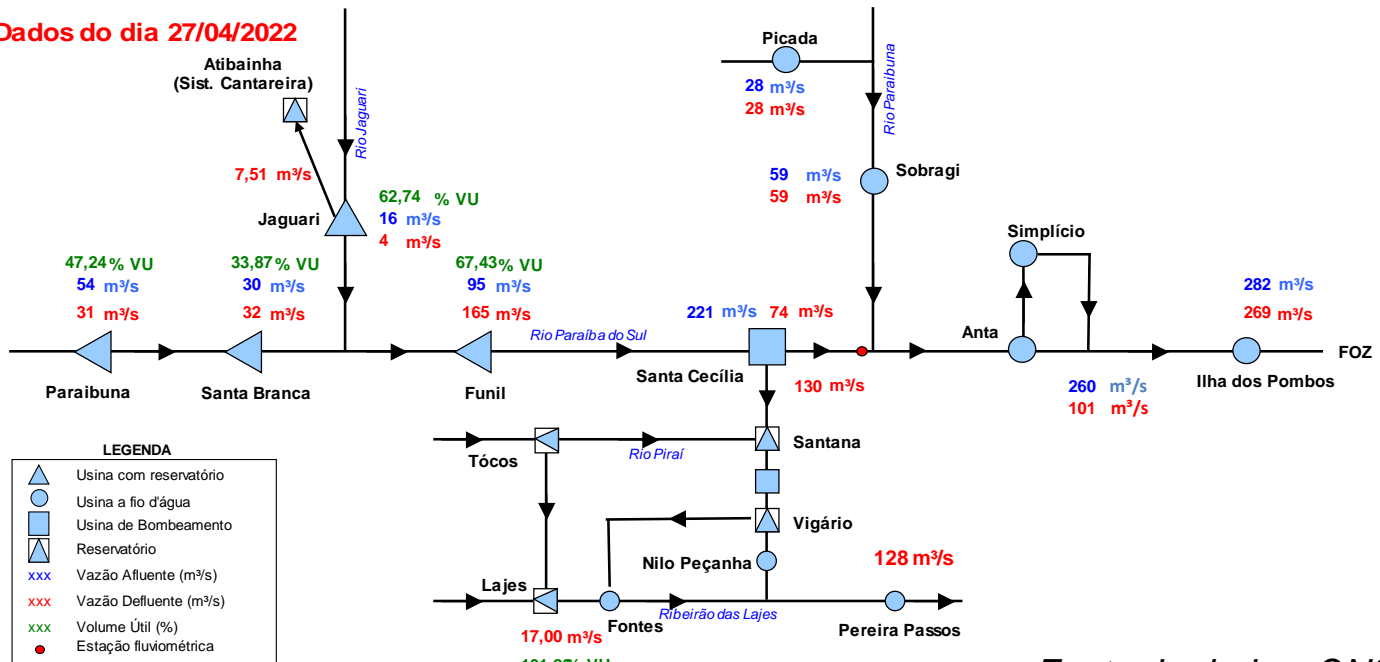 Dados do dia 27/04/2022
Atibainha
(Sist. Cantareira)
Rio Jaguari
7,51 m³/s
Jaguari
62,74 % VU
16 m³/s
4 m³/s
Picada
28 m³/s
28 m³/s
Rio Paraibuna
59 m³/s
59 m³/s
Sobragi
47,24 % VU
54 m³/s
31 m³/s
Paraibuna
33,87 % VU
30 m³/s
32 m³/s
Santa Branca
67,43 % VU
95 m³/s
165 m³/s
Funil
Rio Paraíba do Sul
221 m³/s 74 m³/s
Santa Cecília
130 m³/s
Simplício
Anta
260 m³/s
101 m³/s
282 m³/s
269 m³/s
Ilha dos Pombos
FOZ
Tócos
Rio Piraí
Santana
Vigário
Nilo Peçanha
128 m³/s
Lajes
Fontes
Ribeirão das Lajes
Pereira Passos
17,00 m³/s
% VU
LEGENDA
Usina com reservatório
Usina a fio d'água
Usina de Bombeamento
Reservatório
xxx Vazão Afluente (m³/s)
xxx Vazão Defluente (m³/s)
xxx Volume Útil (%)
Estação fluviométrica